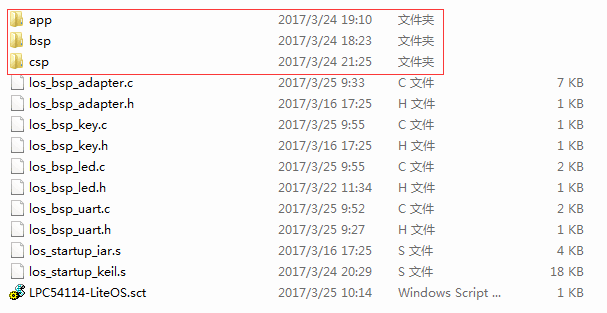 app 2017/3/24 19:10 文件夹
bsp 2017/3/24 18:23 文件夹
csp 2017/3/24 21:25 文件夹
los_bsp_adapter.c 2017/3/25 9:33 C 文件 7 KB
los_bsp_adapter.h 2017/3/16 17:25 H 文件 1 KB
los_bsp_key.c 2017/3/25 9:55 C 文件 1 KB
los_bsp_key.h 2017/3/16 17:25 H 文件 1 KB
los_bsp_led.c 2017/3/25 9:55 C 文件 2 KB
los_bsp_led.h 2017/3/22 11:34 H 文件 1 KB
los_bsp_uart.c 2017/3/25 9:52 C 文件 2 KB
los_bsp_uart.h 2017/3/25 9:27 H 文件 1 KB
los_startup_iar.s 2017/3/16 17:25 S 文件 4 KB
los_startup_keil.s 2017/3/24 20:29 S 文件 18 KB
LPC54114-LiteOS.sct 2017/3/25 10:14 Windows Script ... 1 KB